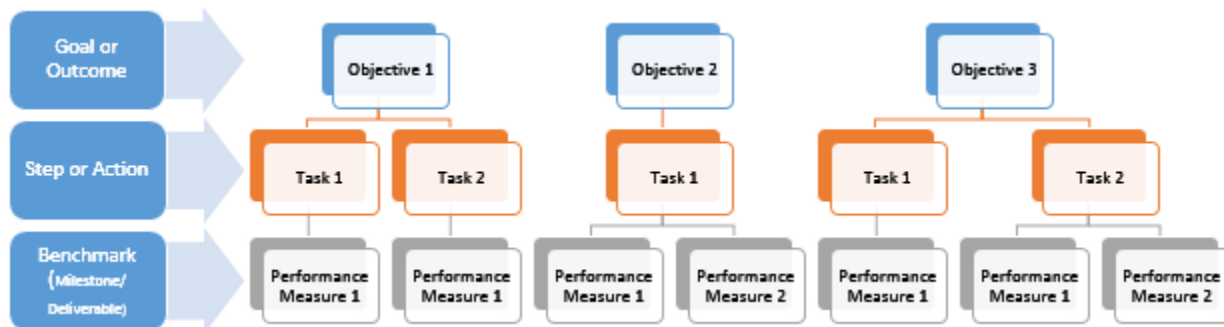 Goal or
Outcome
Objective 1
Objective 2
Objective 3
Step or Action
Task 1
Task 2
Task 1
Task 1
Task 2
Benchmark
(Milestone/
Deliverable)
Performance
Measure 1
Performance
Measure 1
Performance
Measure 1
Performance
Measure 2
Performance
Measure 1
Performance
Measure 1
Performance
Measure 2